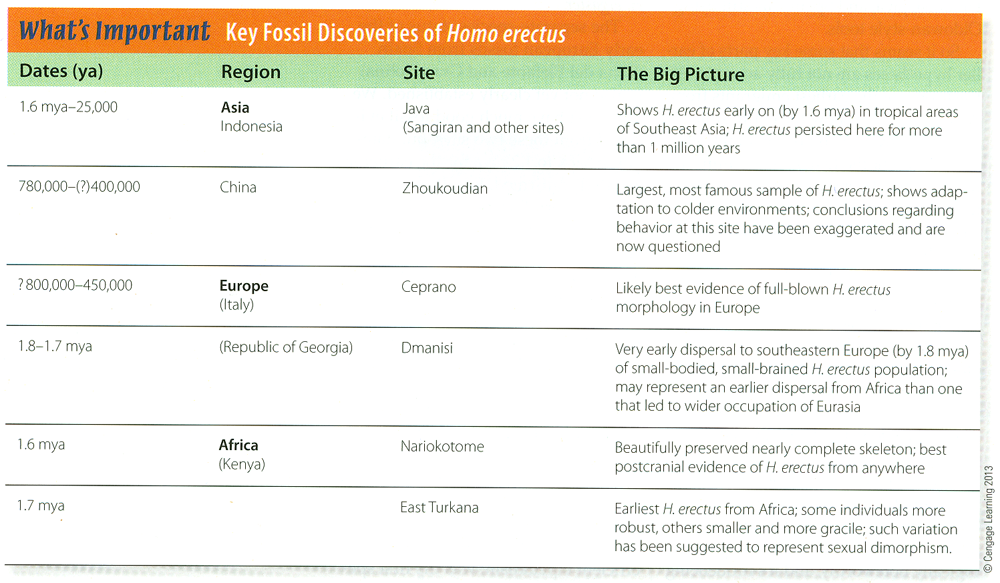 What's Important Key Fossil Discoveries of Homo erectus
Dates (ya) Region Site The Big Picture
1.6 mya–25,000 Asia Java Shows H. erectus early on (by 1.6 mya) in tropical areas
Indonesia (Sangiran and other sites) of Southeast Asia; H. erectus persisted here for more
than 1 million years
780,000–(?)400,000 China Zhoukoudian Largest, most famous sample of H. erectus; shows adap-
tation to colder environments; conclusions regarding
behavior at this site have been exaggerated and are
now questioned
?800,000–450,000 Europe Ceprano Likely best evidence of full-blown H. erectus
(Italy) morphology in Europe
1.8–1.7 mya (Republic of Georgia) Dmanisi Very early dispersal to southeastern Europe (by 1.8 mya)
of small-bodied, small-brained H. erectus population;
may represent an earlier dispersal from Africa than one
that led to wider occupation of Eurasia
1.6 mya Africa Nariokotome Beautifully preserved nearly complete skeleton; best
(Kenya) postcranial evidence of H. erectus from anywhere
1.7 mya East Turkana Earliest H. erectus from Africa; some individuals more
robust, others smaller and more gracile; such variation
has been suggested to represent sexual dimorphism.
© Cengage Learning 2013